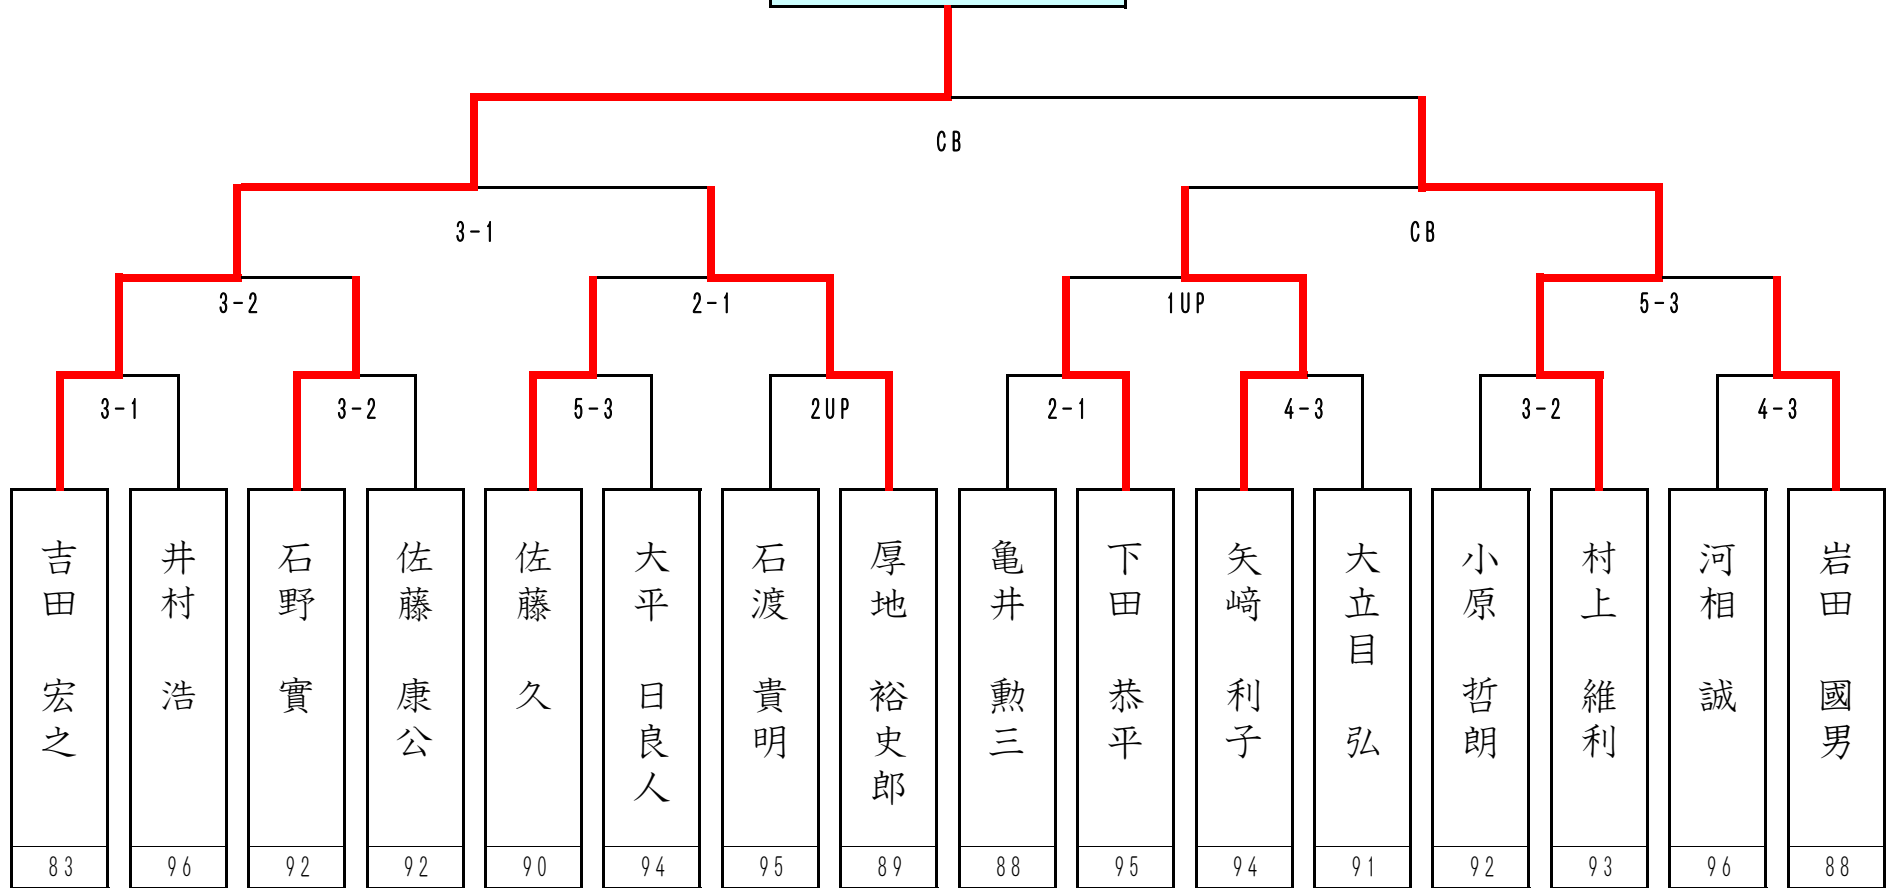 CB
3-1
CB
3-2
2-1
1UP
5-3
3-1
3-2
5-3
2UP
2-1
4-3
3-2
4-3
吉田 宏之
井村 浩
石野 實
佐藤 康公
佐藤 久
大平 日良人
石渡 貴明
厚地 裕史郎
亀井 勲三
下田 恭平
矢﨑 利子
大立目 弘
小原 哲朗
村上 維利
河相 誠
岩田 國男
83
96
92
92
90
94
95
89
88
95
94
91
92
93
96
88